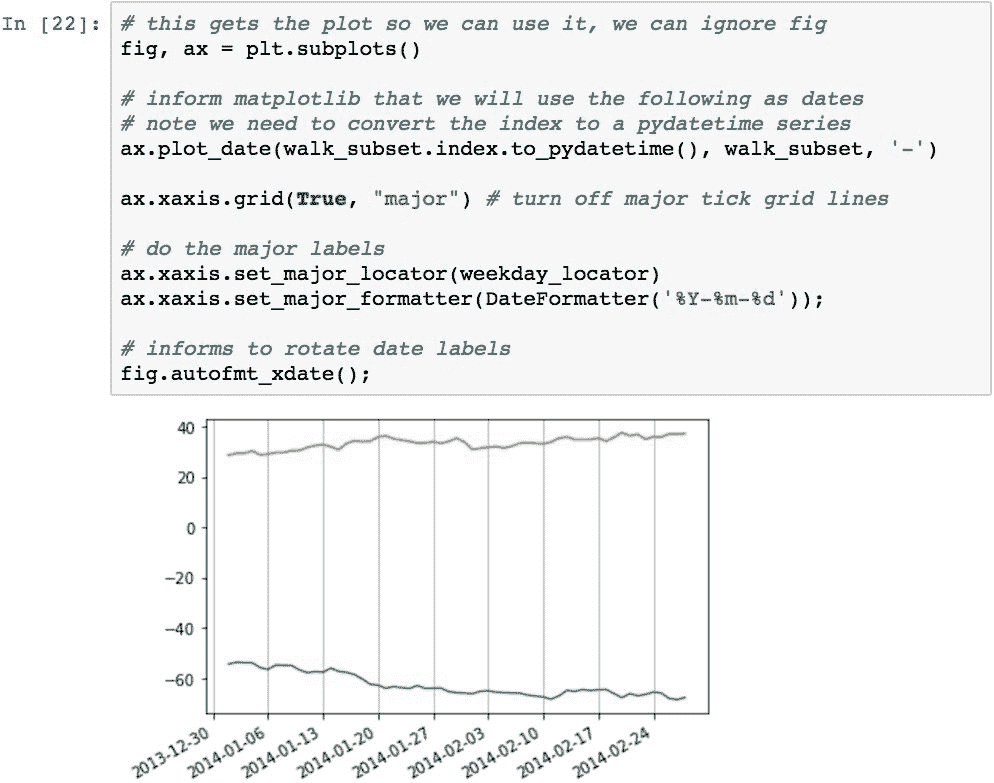 In [22]: # this gets the plot so we can use it, we can ignore fig
fig, ax = plt.subplots()
# inform matplotlib that we will use the following as dates
# note we need to convert the index to a pydatetime series
ax.plot_date(walk_subset.index.to_pydatetime(), walk_subset, '-')
ax.xaxis.grid(True, "major") # turn off major tick grid lines
# do the major labels
ax.xaxis.set_major_locator(weekday_locator)
ax.xaxis.set_major_formatter(DateFormatter('%Y-%m-%d'));
# informs to rotate date labels
fig.autofmt_xdate();
40
20
0
−20
−40
−60
2013-12-30
2014-01-06
2014-01-13
2014-01-20
2014-01-27
2014-02-03
2014-02-10
2014-02-17
2014-02-24